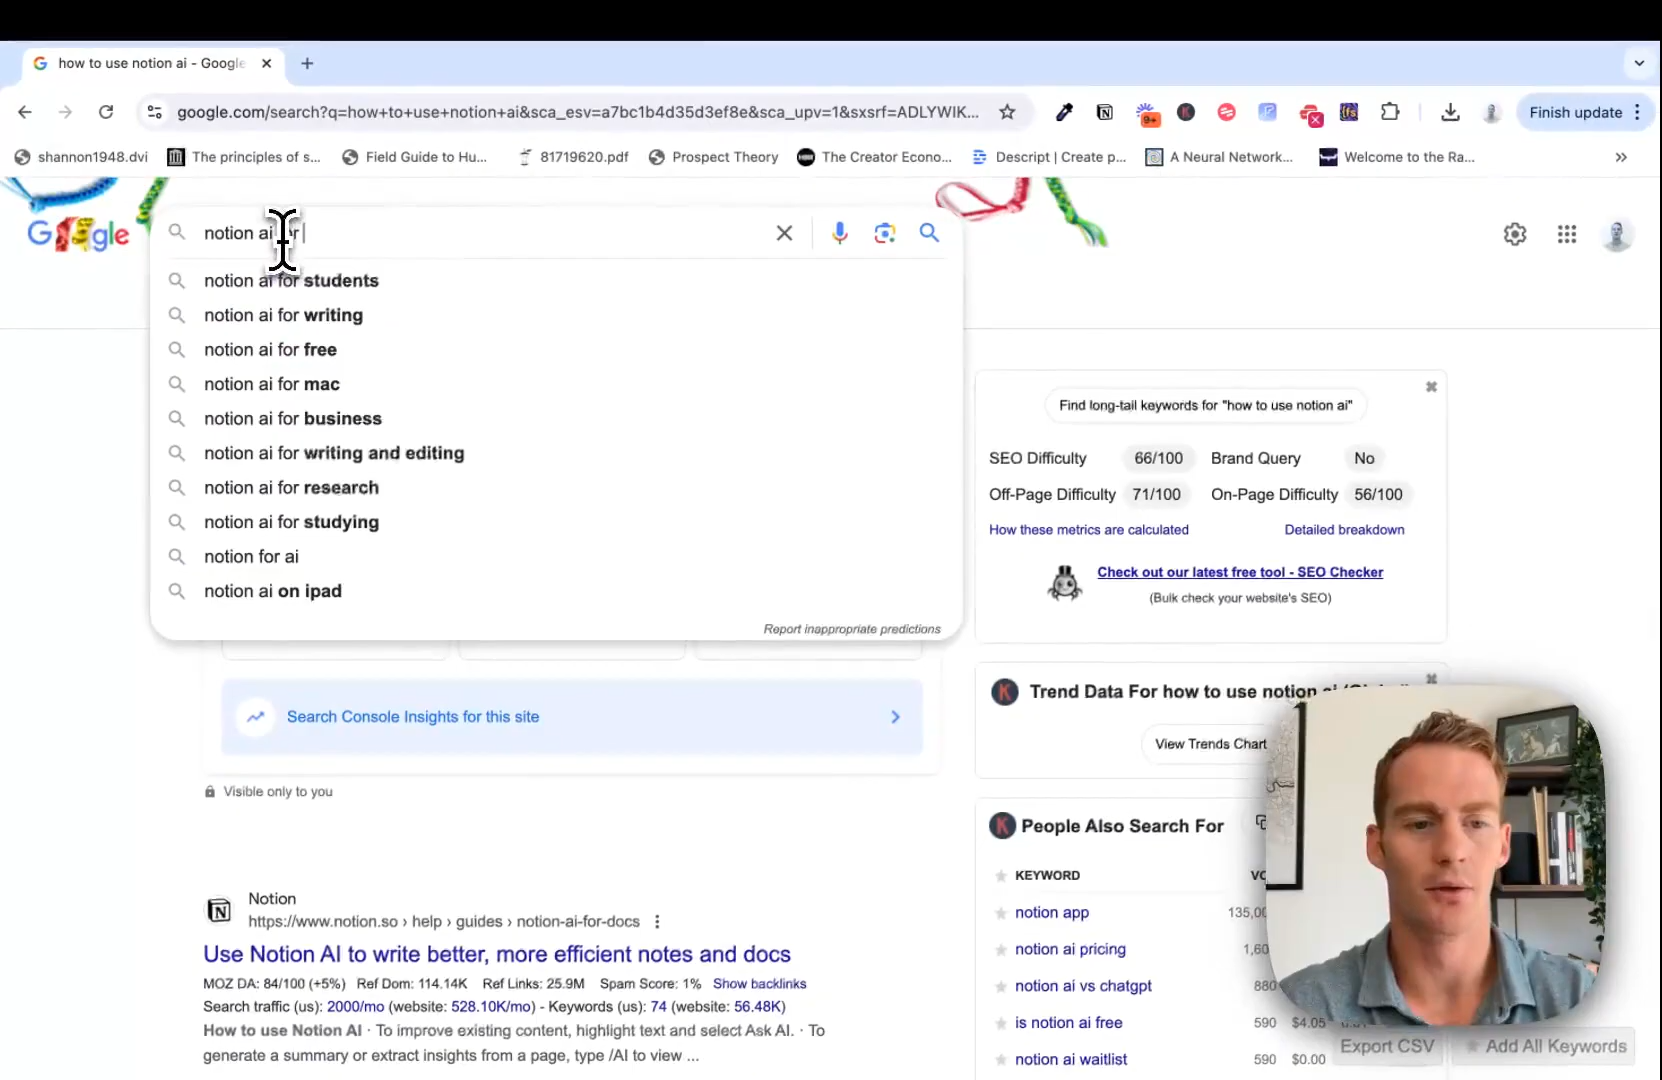 how to use notion ai - Google
google.com/search?q=how+to+use+notion+ai&sca_esv=a7bc1b4d35d3ef8e&sca_upv=1&sxsrf=ADLYWIK...
9+
Finish update
shannon1948.dvi
The principles of s...
Field Guide to Hu...
81719620.pdf
Prospect Theory
The Creator Econo...
Descript | Create p...
A Neural Network...
Welcome to the Ra...
notion ai
notion ai for students
notion ai for writing
notion ai for free
notion ai for mac
notion ai for business
notion ai for writing and editing
notion ai for research
notion ai for studying
notion for ai
notion ai on ipad
Report inappropriate predictions
Search Console Insights for this site
Visible only to you
Notion
https://www.notion.so › help › guides › notion-ai-for-docs
Use Notion AI to write better, more efficient notes and docs
MOZ DA: 84/100 (+5%) Ref Dom: 114.14K Ref Links: 25.9M Spam Score: 1% Show backlinks
Search traffic (us): 2000/mo (website: 528.10K/mo) - Keywords (us): 74 (website: 56.48K)
How to use Notion AI · To improve existing content, highlight text and select Ask AI. · To
generate a summary or extract insights from a page, type /AI to view ...
Find long-tail keywords for "how to use notion ai"
SEO Difficulty 66/100 Brand Query No
Off-Page Difficulty 71/100 On-Page Difficulty 56/100
How these metrics are calculated Detailed breakdown
Check out our latest free tool - SEO Checker
(Bulk check your website's SEO)
Trend Data For how to use notion
View Trends Chart
People Also Search For
KEYWORD
notion app
notion ai pricing
notion ai vs chatgpt 880
is notion ai free 590 $4.05
notion ai waitlist 590 $0.00
Export CSV
Add All Keywords